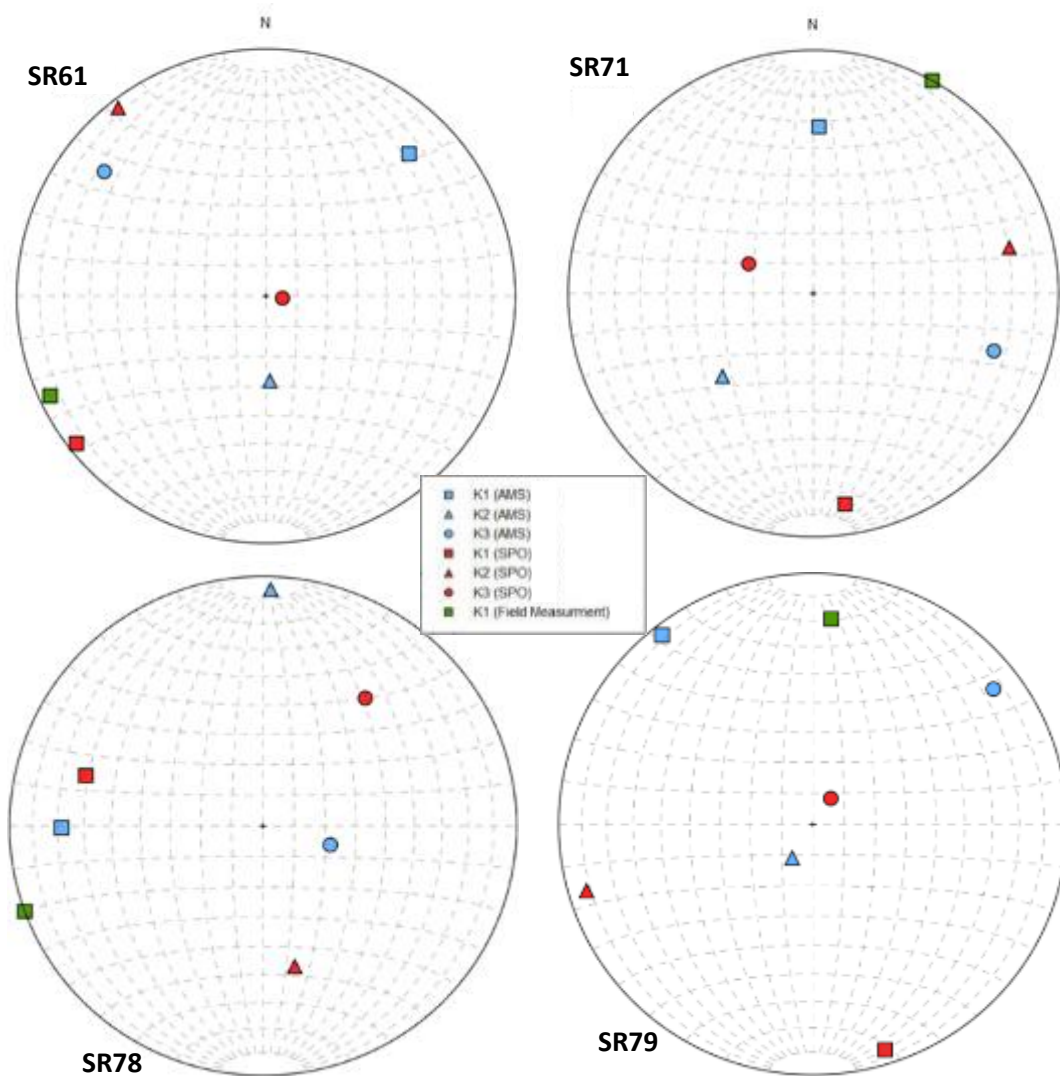 N
N
SR61
SR71
K1 (AMS)
K2 (AMS)
K3 (AMS)
K1 (SPO)
K2 (SPO)
K3 (SPO)
K1 (Field Measurment)
SR78
SR79